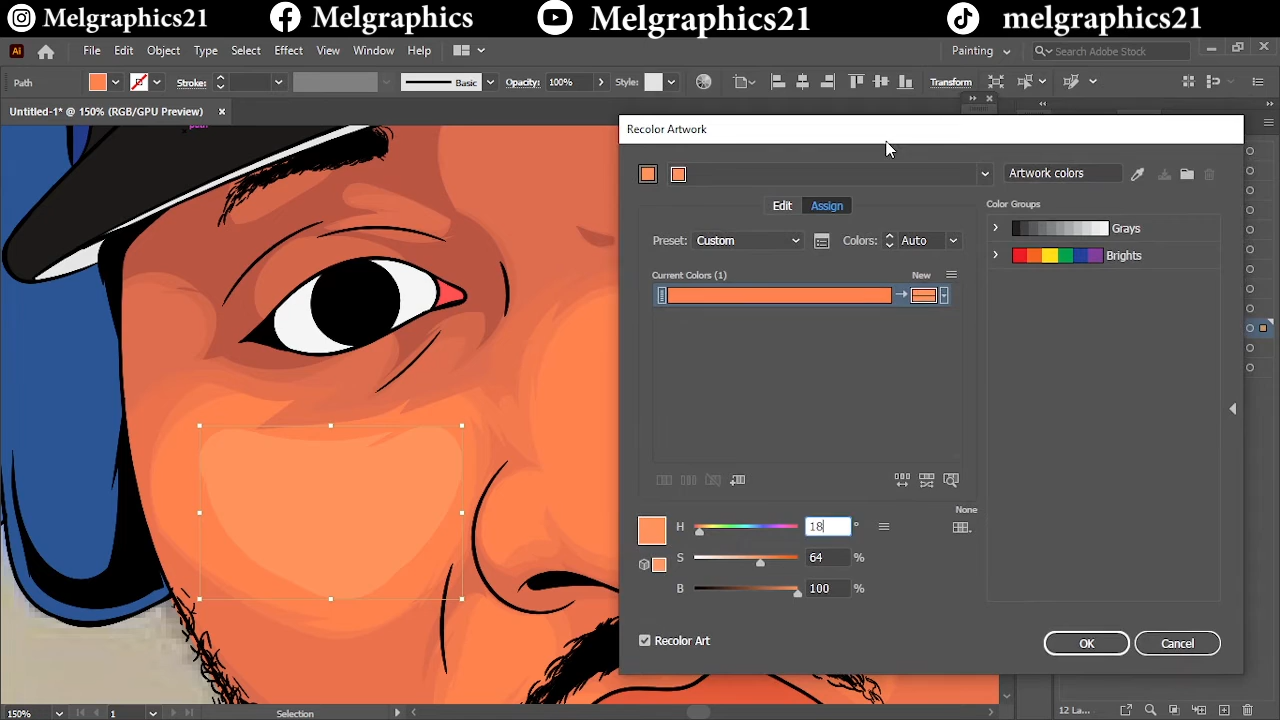 Melgraphics21 Melgraphics Melgraphics21 melgraphics21
Ai File Edit Object Type Select Effect View Window Help Painting Search Adobe Stock
Path Stroke: Basic Opacity: 100% Style: Transform
Untitled-1* @ 150% (RGB/GPU Preview)
Recolor Artwork
Artwork colors
Edit Assign
Color Groups
Preset: Custom Colors: Auto
Grays
Brights
Current Colors (1) New
None
H 18 °
S 64 %
B 100 %
Recolor Art
OK Cancel
150% 1 Selection 12 La...